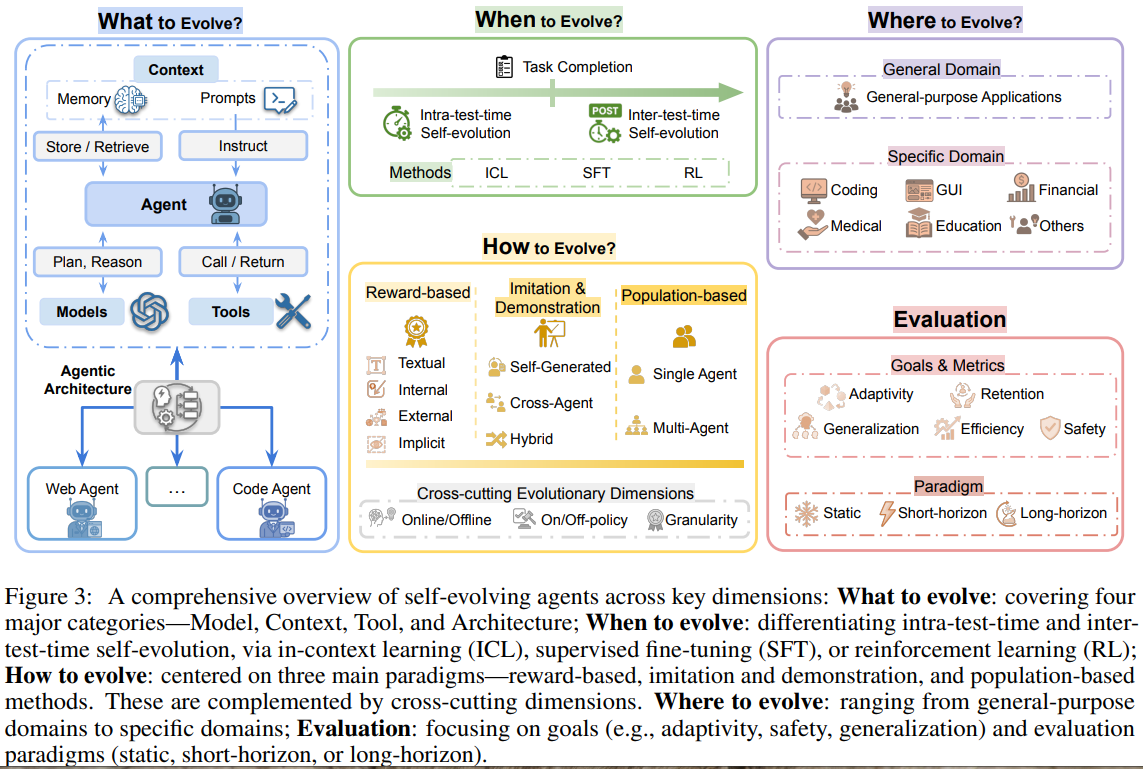 What to Evolve?
Context
Memory
Prompts
Store / Retrieve
Instruct
Agent
Plan, Reason
Call / Return
Models
Tools
Agentic
Architecture
Web Agent
...
Code Agent
When to Evolve?
Task Completion
Intra-test-time
Self-evolution
POST
Inter-test-time
Self-evolution
Methods
ICL
SFT
RL
How to Evolve?
Reward-based
Textual
Internal
External
Implicit
Imitation &
Demonstration
Self-Generated
Cross-Agent
Hybrid
Population-based
Single Agent
Multi-Agent
Cross-cutting Evolutionary Dimensions
Online/Offline
On/Off-policy
Granularity
Where to Evolve?
General Domain
General-purpose Applications
Specific Domain
Coding
GUI
Financial
Medical
Education
Others
Evaluation
Goals & Metrics
Adaptivity
Retention
Generalization
Efficiency
Safety
Paradigm
Static
Short-horizon
Long-horizon
Figure 3: A comprehensive overview of self-evolving agents across key dimensions: What to evolve: covering four
major categories—Model, Context, Tool, and Architecture; When to evolve: differentiating intra-test-time and inter-
test-time self-evolution, via in-context learning (ICL), supervised fine-tuning (SFT), or reinforcement learning (RL);
How to evolve: centered on three main paradigms—reward-based, imitation and demonstration, and population-based
methods. These are complemented by cross-cutting dimensions. Where to evolve: ranging from general-purpose
domains to specific domains; Evaluation: focusing on goals (e.g., adaptivity, safety, generalization) and evaluation
paradigms (static, short-horizon, or long-horizon).